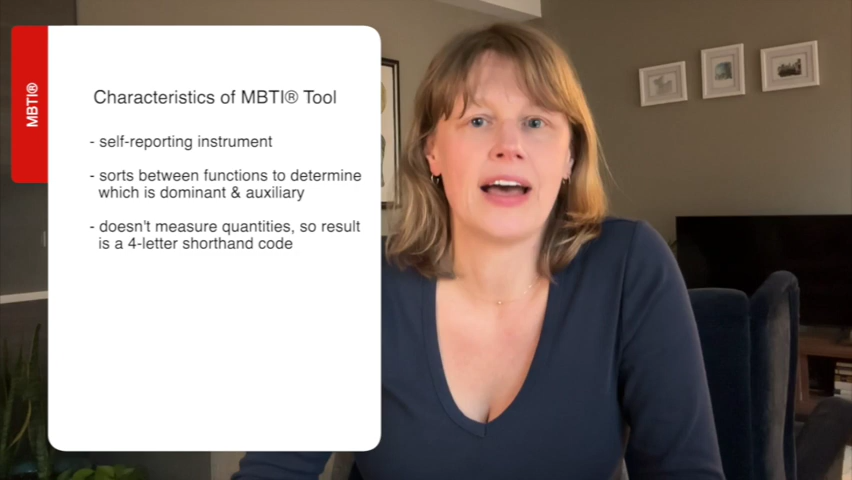 MBTI®
Characteristics of MBTI® Tool
- self-reporting instrument
- sorts between functions to determine
which is dominant & auxiliary
- doesn't measure quantities, so result
is a 4-letter shorthand code